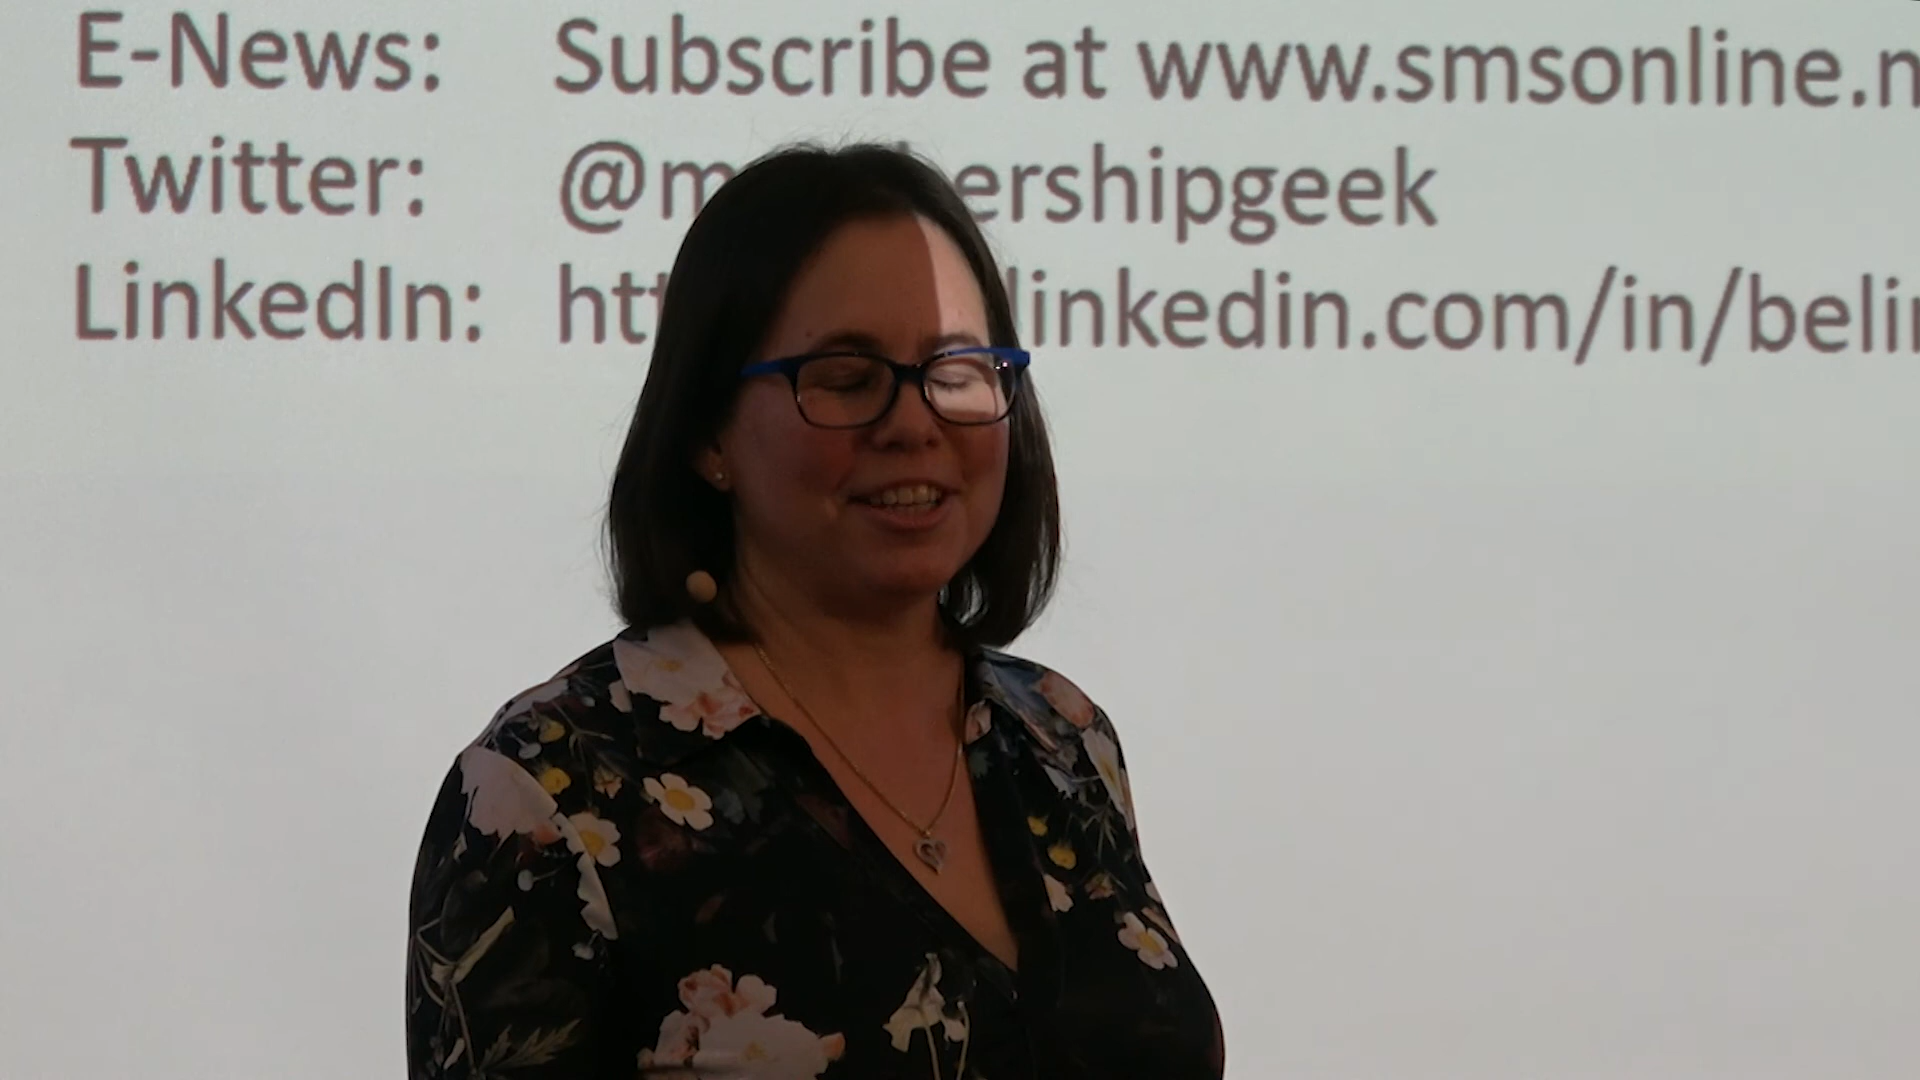 E-News: Subscribe at www.smsonline.n
Twitter: @m ershipgeek
LinkedIn: htt linkedin.com/in/beli